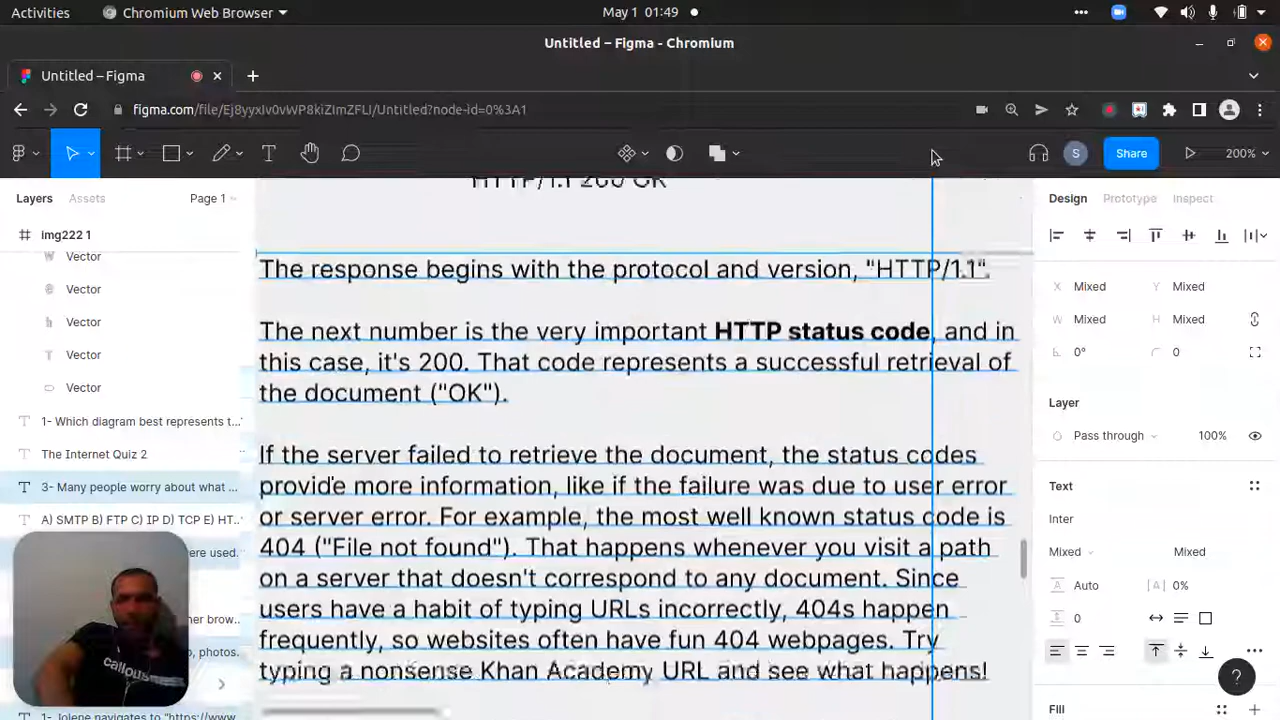 Activities
Chromium Web Browser
May 1 01:49
Untitled – Figma - Chromium
Untitled – Figma
figma.com/file/Ej8yyxIv0vWP8kiZImZFLI/Untitled?node-id=0%3A1
S
Share
200%
Layers
Assets
Page 1
Design
Prototype
Inspect
img222 1
Vector
Vector
Vector
Vector
Vector
1- Which diagram best represents t...
The Internet Quiz 2
3- Many people worry about what ...
A) SMTP B) FTP C) IP D) TCP E) HT...
ere used.
her brow...
o, photos.
1- Jolene navigates to "https://www
HTTP/1.1 200 OK
The response begins with the protocol and version, "HTTP/1.1".
The next number is the very important HTTP status code, and in
this case, it's 200. That code represents a successful retrieval of
the document ("OK").
If the server failed to retrieve the document, the status codes
provide more information, like if the failure was due to user error
or server error. For example, the most well known status code is
404 ("File not found"). That happens whenever you visit a path
on a server that doesn't correspond to any document. Since
users have a habit of typing URLs incorrectly, 404s happen
frequently, so websites often have fun 404 webpages. Try
typing a nonsense Khan Academy URL and see what happens!
X Mixed
Y Mixed
W Mixed
H Mixed
0°
0
Layer
Pass through
100%
Text
Inter
Mixed
Mixed
Auto
0%
0
?
Fill